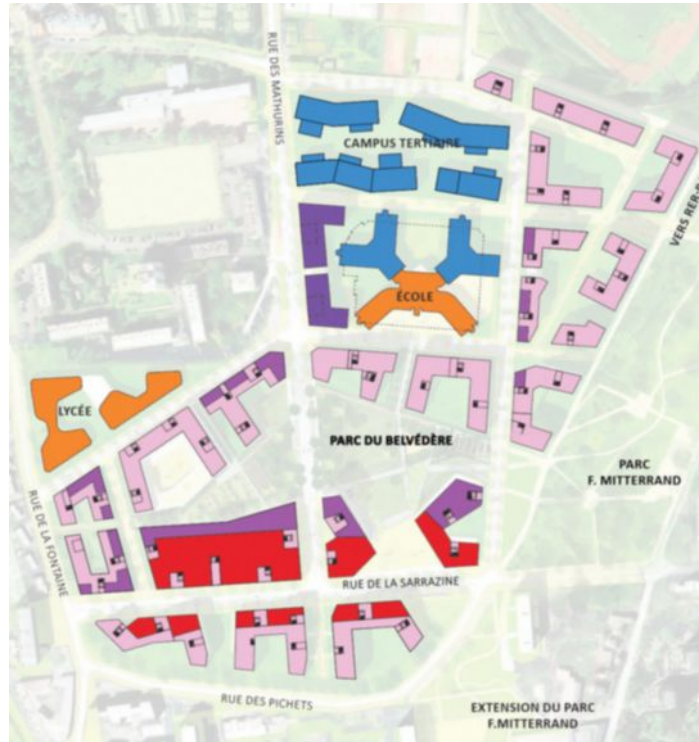 RUE DES MATHURINS
CAMPUS TERTIAIRE
VERS RER
ÉCOLE
LYCÉE
PARC DU BELVÉDÈRE
PARC
F. MITTERRAND
RUE DE LA FONTAINE
RUE DE LA SARRAZINE
RUE DES PICHETS
EXTENSION DU PARC
F.MITTERRAND